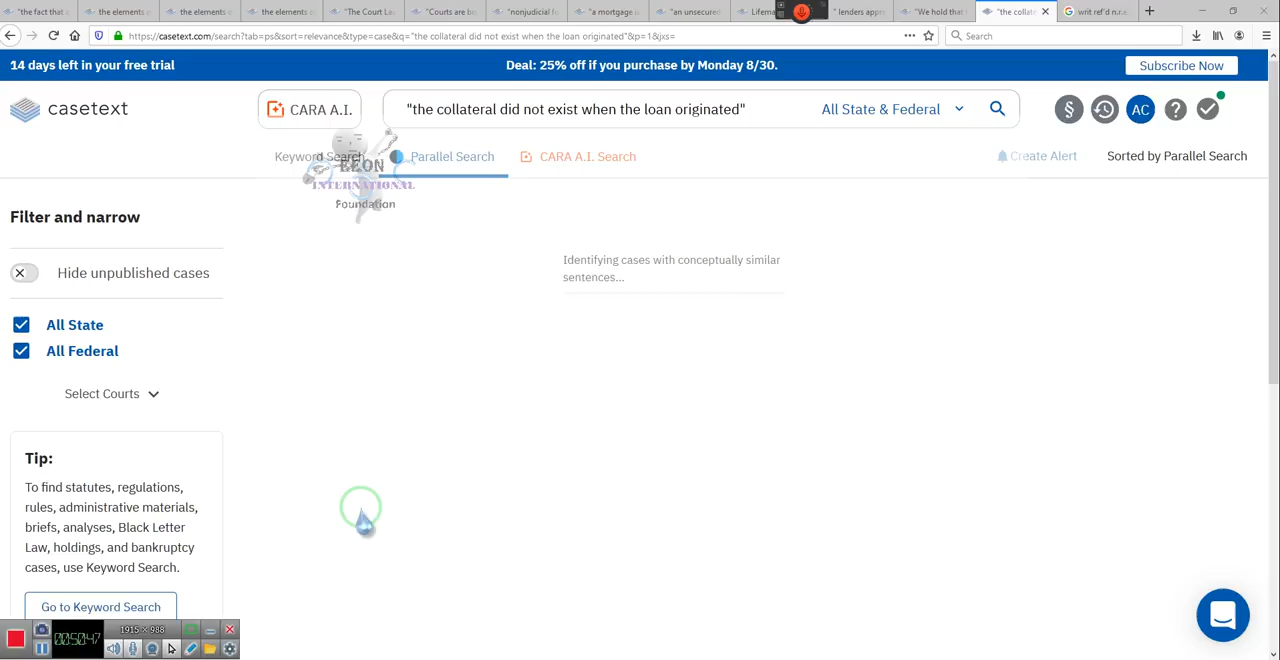 "the fact that
the elements
the elements o
the elements
"The Court La
"Courts are b
"nonjudicial f
"a mortgage is
"an unsecured
Lifema
" lenders appe
"We hold that
"the collat
writ ref'd n.r.e.
https://casetext.com/search?tab=ps&sort=relevance&type=case&q="the collateral did not exist when the loan originated"&p=1&jxs=
Search
14 days left in your free trial
Deal: 25% off if you purchase by Monday 8/30.
Subscribe Now
casetext
CARA A.I.
"the collateral did not exist when the loan originated"
All State & Federal
AC
Keyword Search
Parallel Search
CARA A.I. Search
Create Alert
Sorted by Parallel Search
INTERNATIONAL
Foundation
Filter and narrow
Identifying cases with conceptually similar
sentences...
Hide unpublished cases
All State
All Federal
Select Courts
Tip:
To find statutes, regulations,
rules, administrative materials,
briefs, analyses, Black Letter
Law, holdings, and bankruptcy
cases, use Keyword Search.
Go to Keyword Search
1915 × 988
00:50:47